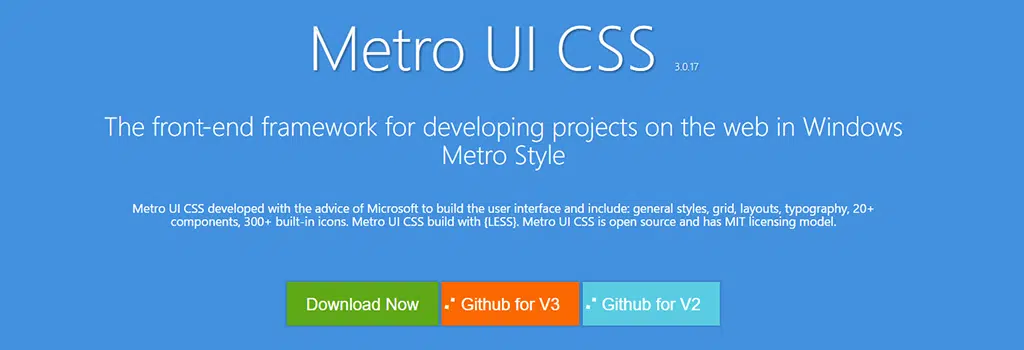 Metro UI CSS 3.0.17
The front-end framework for developing projects on the web in Windows
Metro Style
Metro UI CSS developed with the advice of Microsoft to build the user interface and include: general styles, grid, layouts, typography, 20+
components, 300+ built-in icons. Metro UI CSS build with {LESS}. Metro UI CSS is open source and has MIT licensing model.
Download Now
Github for V3
Github for V2